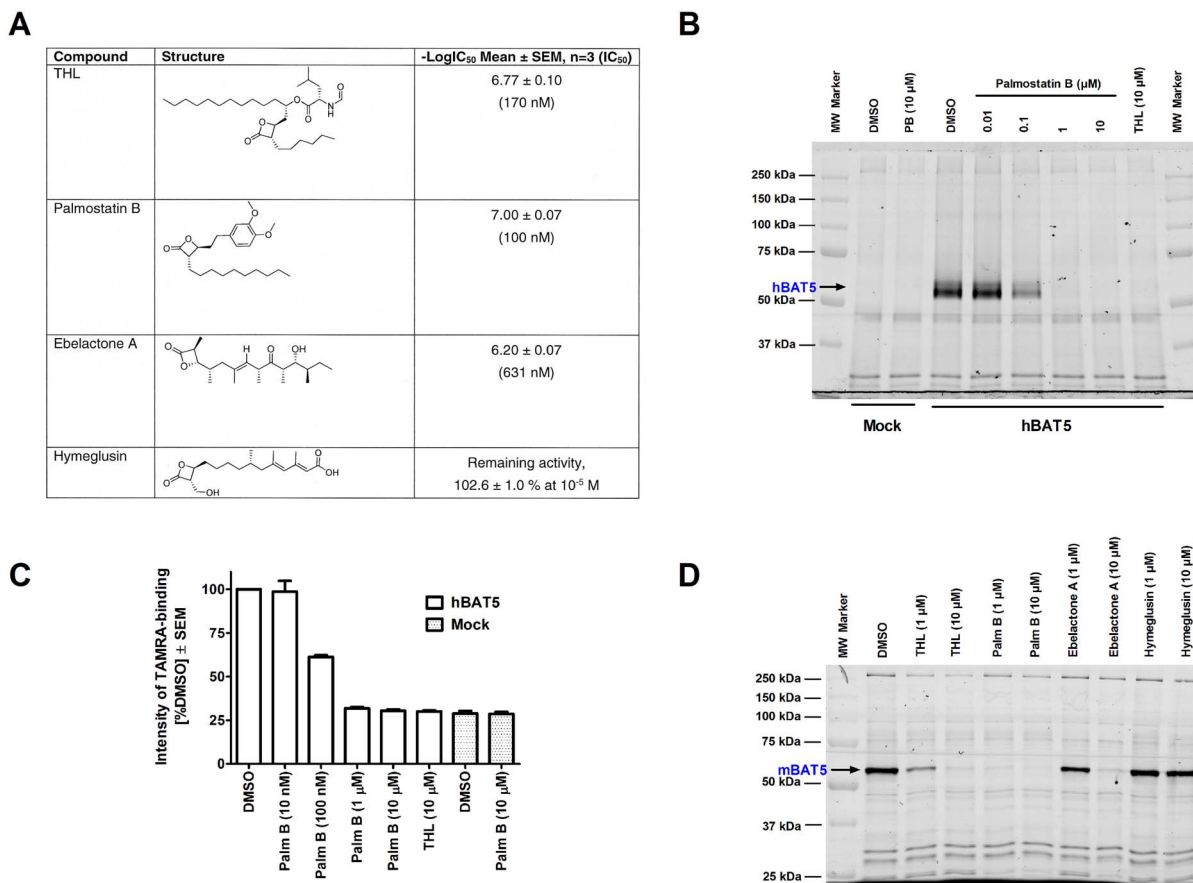 A
Compound Structure -LogIC₅₀ Mean ± SEM, n=3 (IC₅₀)
THL 6.77 ± 0.10
(170 nM)
Palmostatin B 7.00 ± 0.07
(100 nM)
Ebelactone A 6.20 ± 0.07
(631 nM)
Hymeglusin Remaining activity,
102.6 ± 1.0 % at 10⁻⁵ M
B
Palmostatin B (µM)
MW Marker
DMSO
PB (10 µM)
DMSO
0.01
0.1
1
10
THL (10 µM)
MW Marker
250 kDa
150 kDa
100 kDa
75 kDa
hBAT5
50 kDa
37 kDa
Mock
hBAT5
C
Intensity of TAMRA-binding
[%DMSO] ± SEM
100
75
50
25
0
hBAT5
Mock
DMSO
Palm B (10 nM)
Palm B (100 nM)
Palm B (1 µM)
Palm B (10 µM)
THL (10 µM)
DMSO
Palm B (10 µM)
D
MW Marker
DMSO
THL (1 µM)
THL (10 µM)
Palm B (1 µM)
Palm B (10 µM)
Ebelactone A (1 µM)
Ebelactone A (10 µM)
Hymeglusin (1 µM)
Hymeglusin (10 µM)
250 kDa
150 kDa
100 kDa
75 kDa
mBAT5
50 kDa
37 kDa
25 kDa